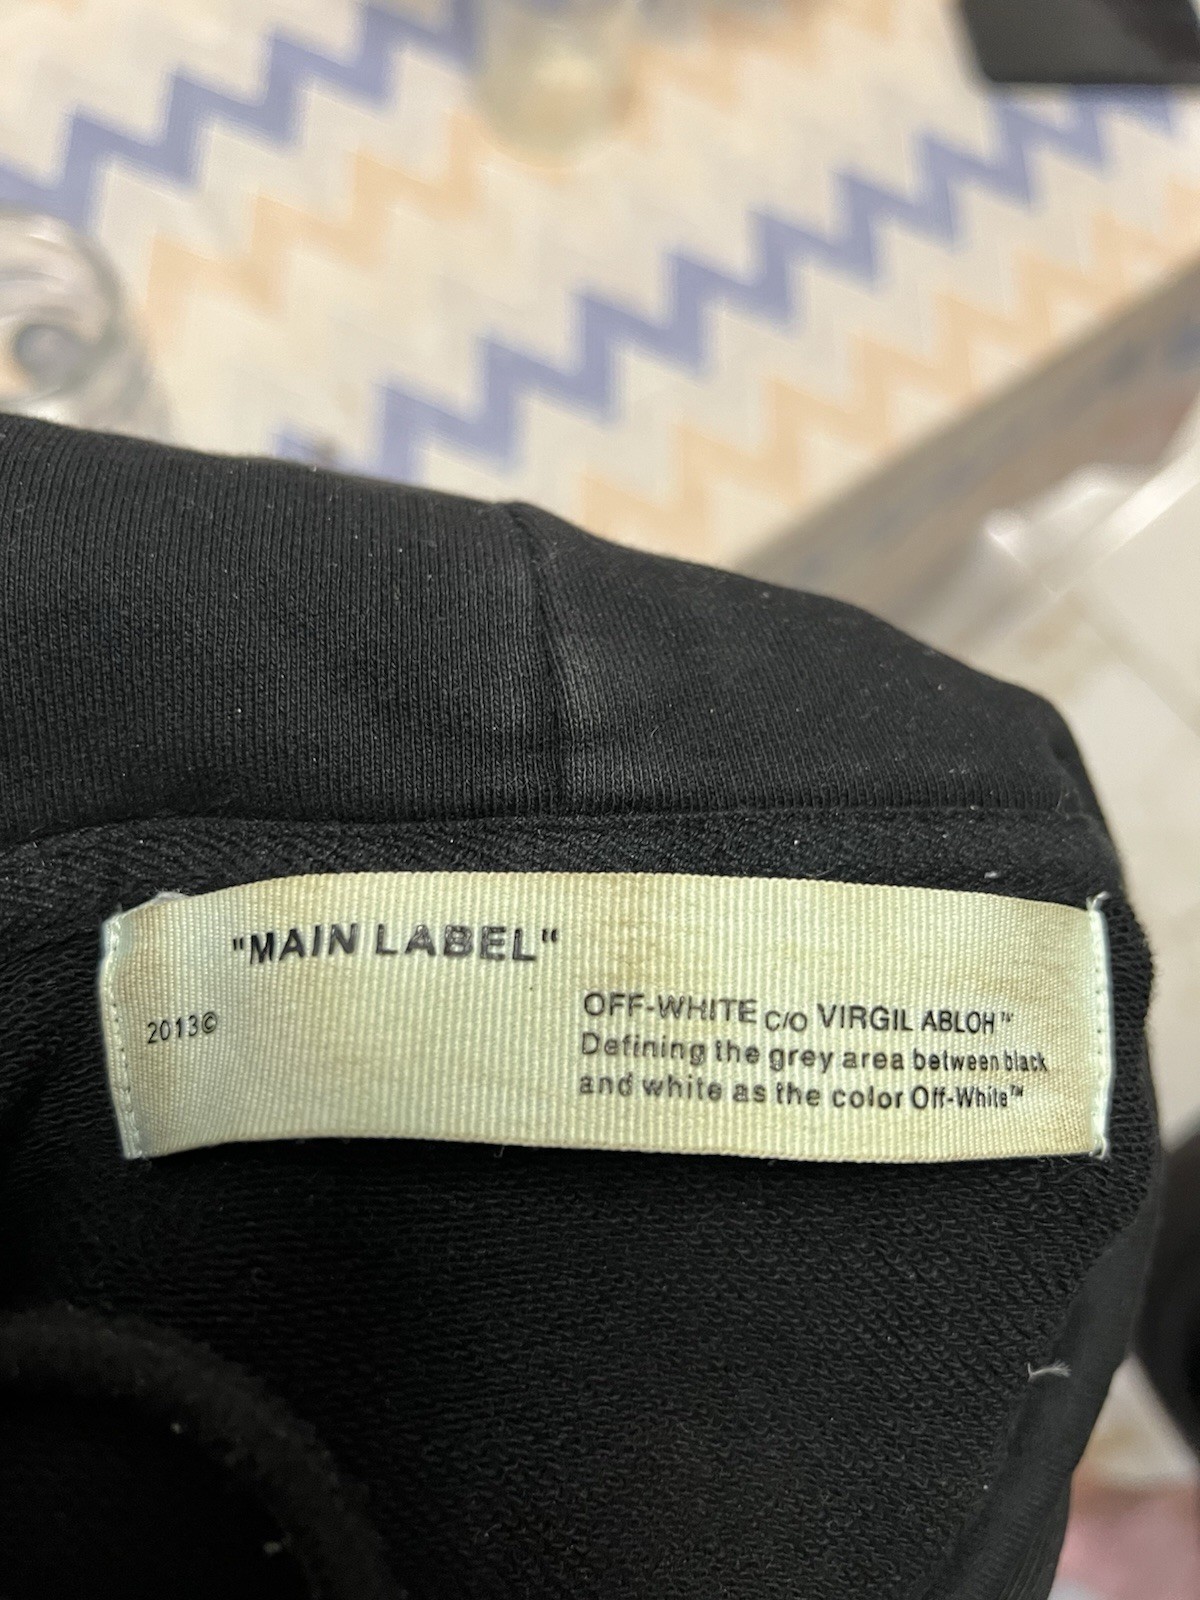 "MAIN LABEL"
2013©
OFF-WHITE C/O VIRGIL ABLOH™
Defining the grey area between black
and white as the color Off-White™